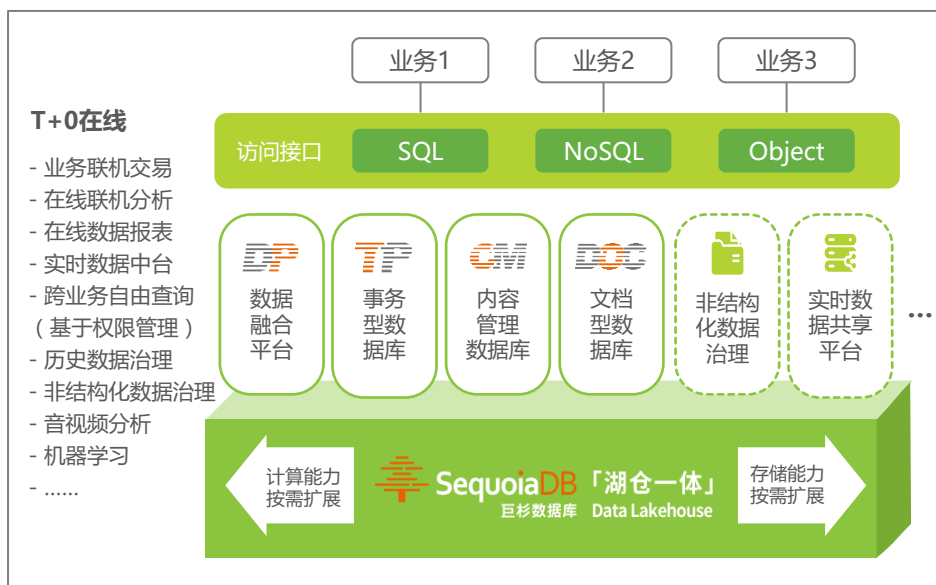 业务1
业务2
业务3
T+0在线
- 业务联机交易
- 在线联机分析
- 在线数据报表
- 实时数据中台
- 跨业务自由查询
（基于权限管理）
- 历史数据治理
- 非结构化数据治理
- 音视频分析
- 机器学习
- ......
访问接口
SQL
NoSQL
Object
DP
数据
融合
平台
TP
事务
型数
据库
CM
内容
管理
数据库
DOC
文档
型数
据库
非结构
化数据
治理
实时数
据共享
平台
...
计算能力
按需扩展
SequoiaDB「湖仓一体」
巨杉数据库 Data Lakehouse
存储能力
按需扩展